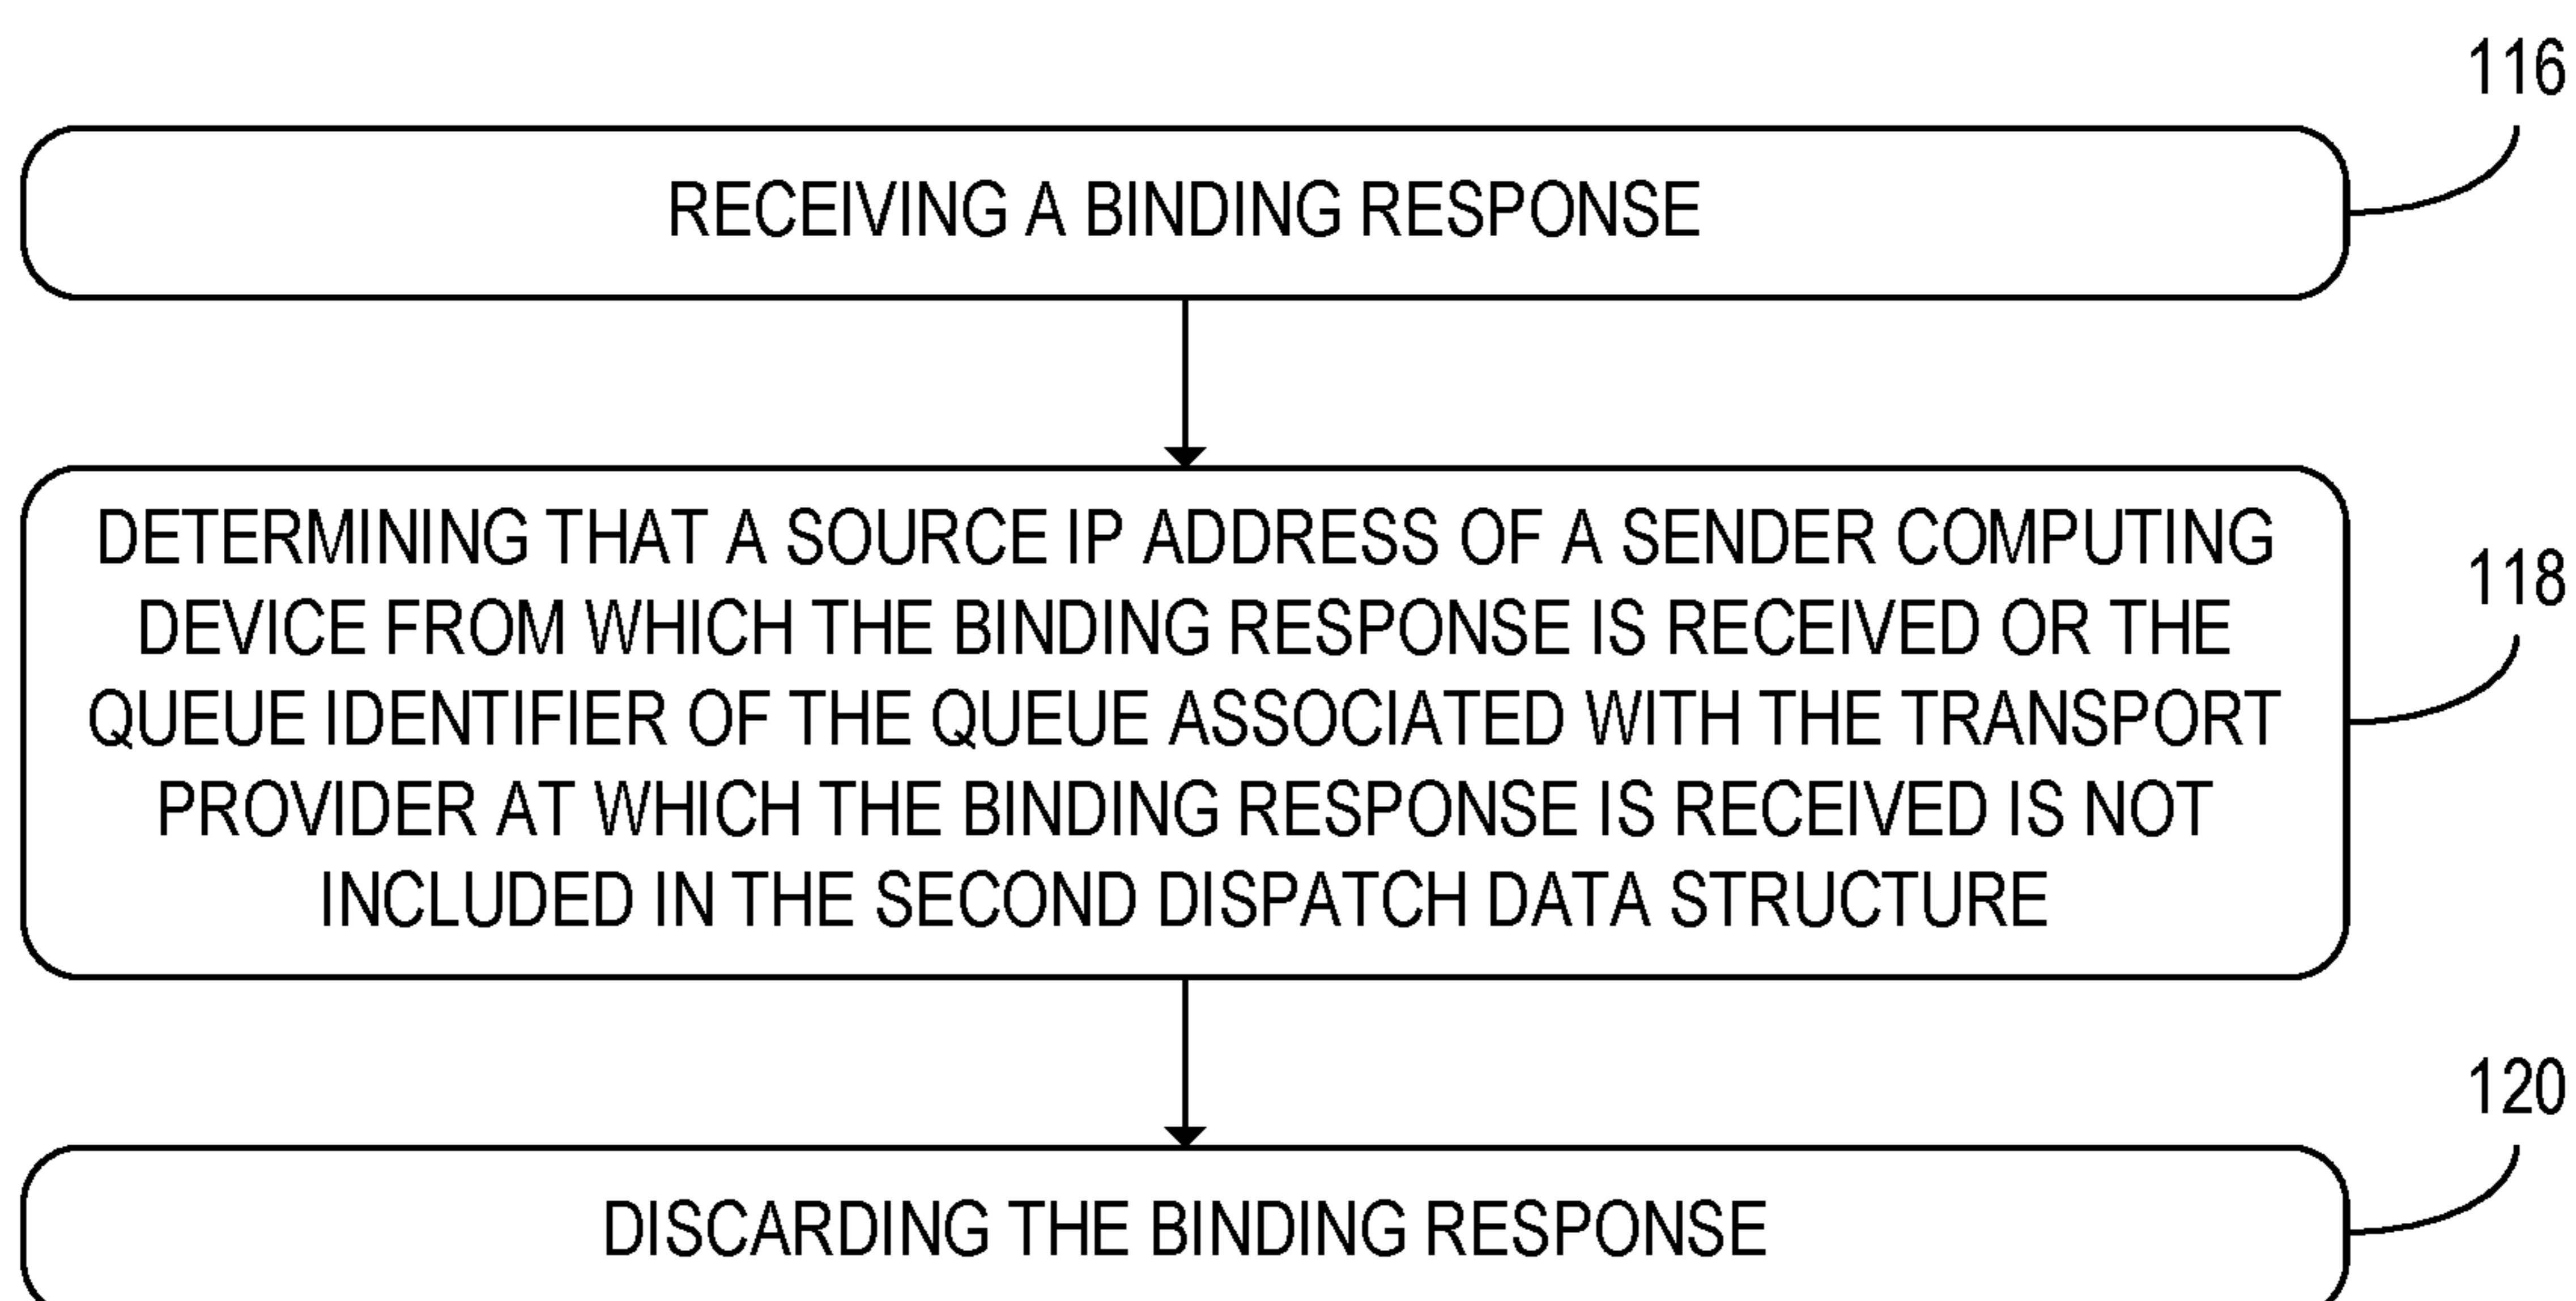 116
RECEIVING A BINDING RESPONSE
DETERMINING THAT A SOURCE IP ADDRESS OF A SENDER COMPUTING
DEVICE FROM WHICH THE BINDING RESPONSE IS RECEIVED OR THE
118
QUEUE IDENTIFIER OF THE QUEUE ASSOCIATED WITH THE TRANSPORT
PROVIDER AT WHICH THE BINDING RESPONSE IS RECEIVED IS NOT
INCLUDED IN THE SECOND DISPATCH DATA STRUCTURE
120
DISCARDING THE BINDING RESPONSE